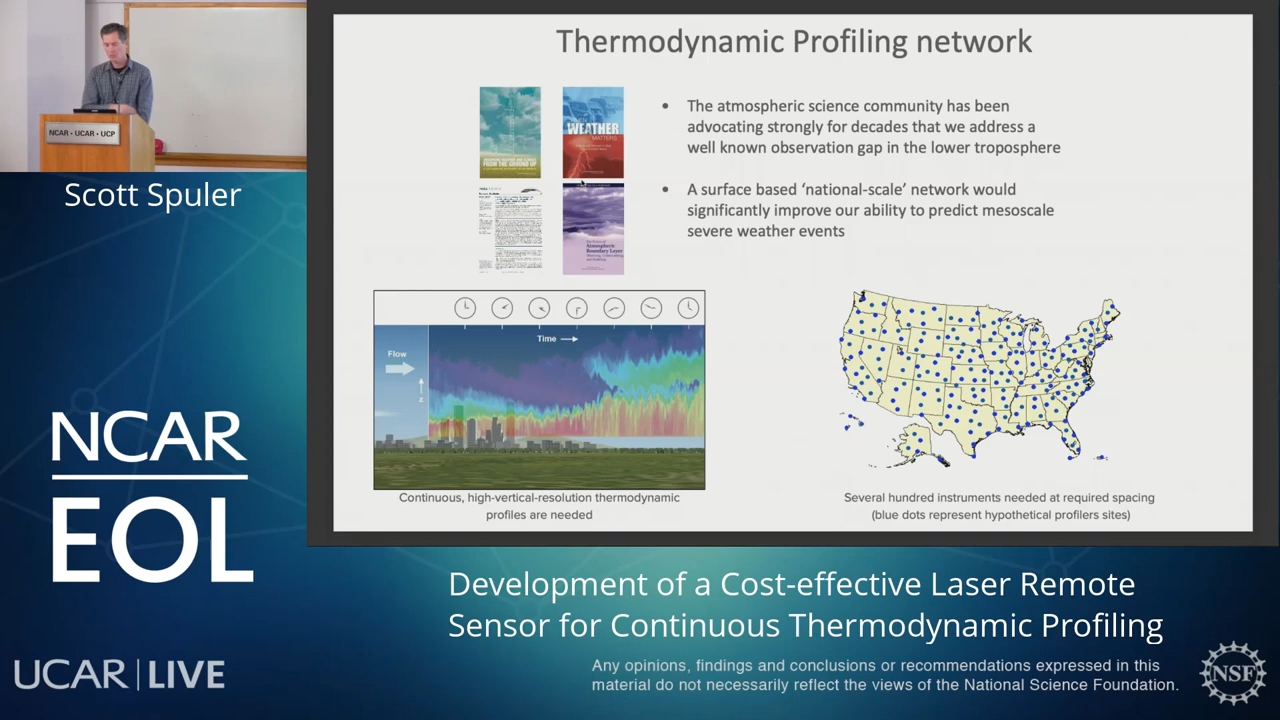 NCAR • UCAR • UCP
Scott Spuler
Thermodynamic Profiling network
FROM THE GROUND UP
WEATHER
MATTERS
Atmospheric
Boundary Layer
• The atmospheric science community has been
advocating strongly for decades that we address a
well known observation gap in the lower troposphere
• A surface based ‘national-scale’ network would
significantly improve our ability to predict mesoscale
severe weather events
Time
Flow
z
Continuous, high-vertical-resolution thermodynamic
profiles are needed
Several hundred instruments needed at required spacing
(blue dots represent hypothetical profilers sites)
NCAR
EOL
Development of a Cost-effective Laser Remote
Sensor for Continuous Thermodynamic Profiling
UCAR | LIVE
Any opinions, findings and conclusions or recommendations expressed in this
material do not necessarily reflect the views of the National Science Foundation.
NSF